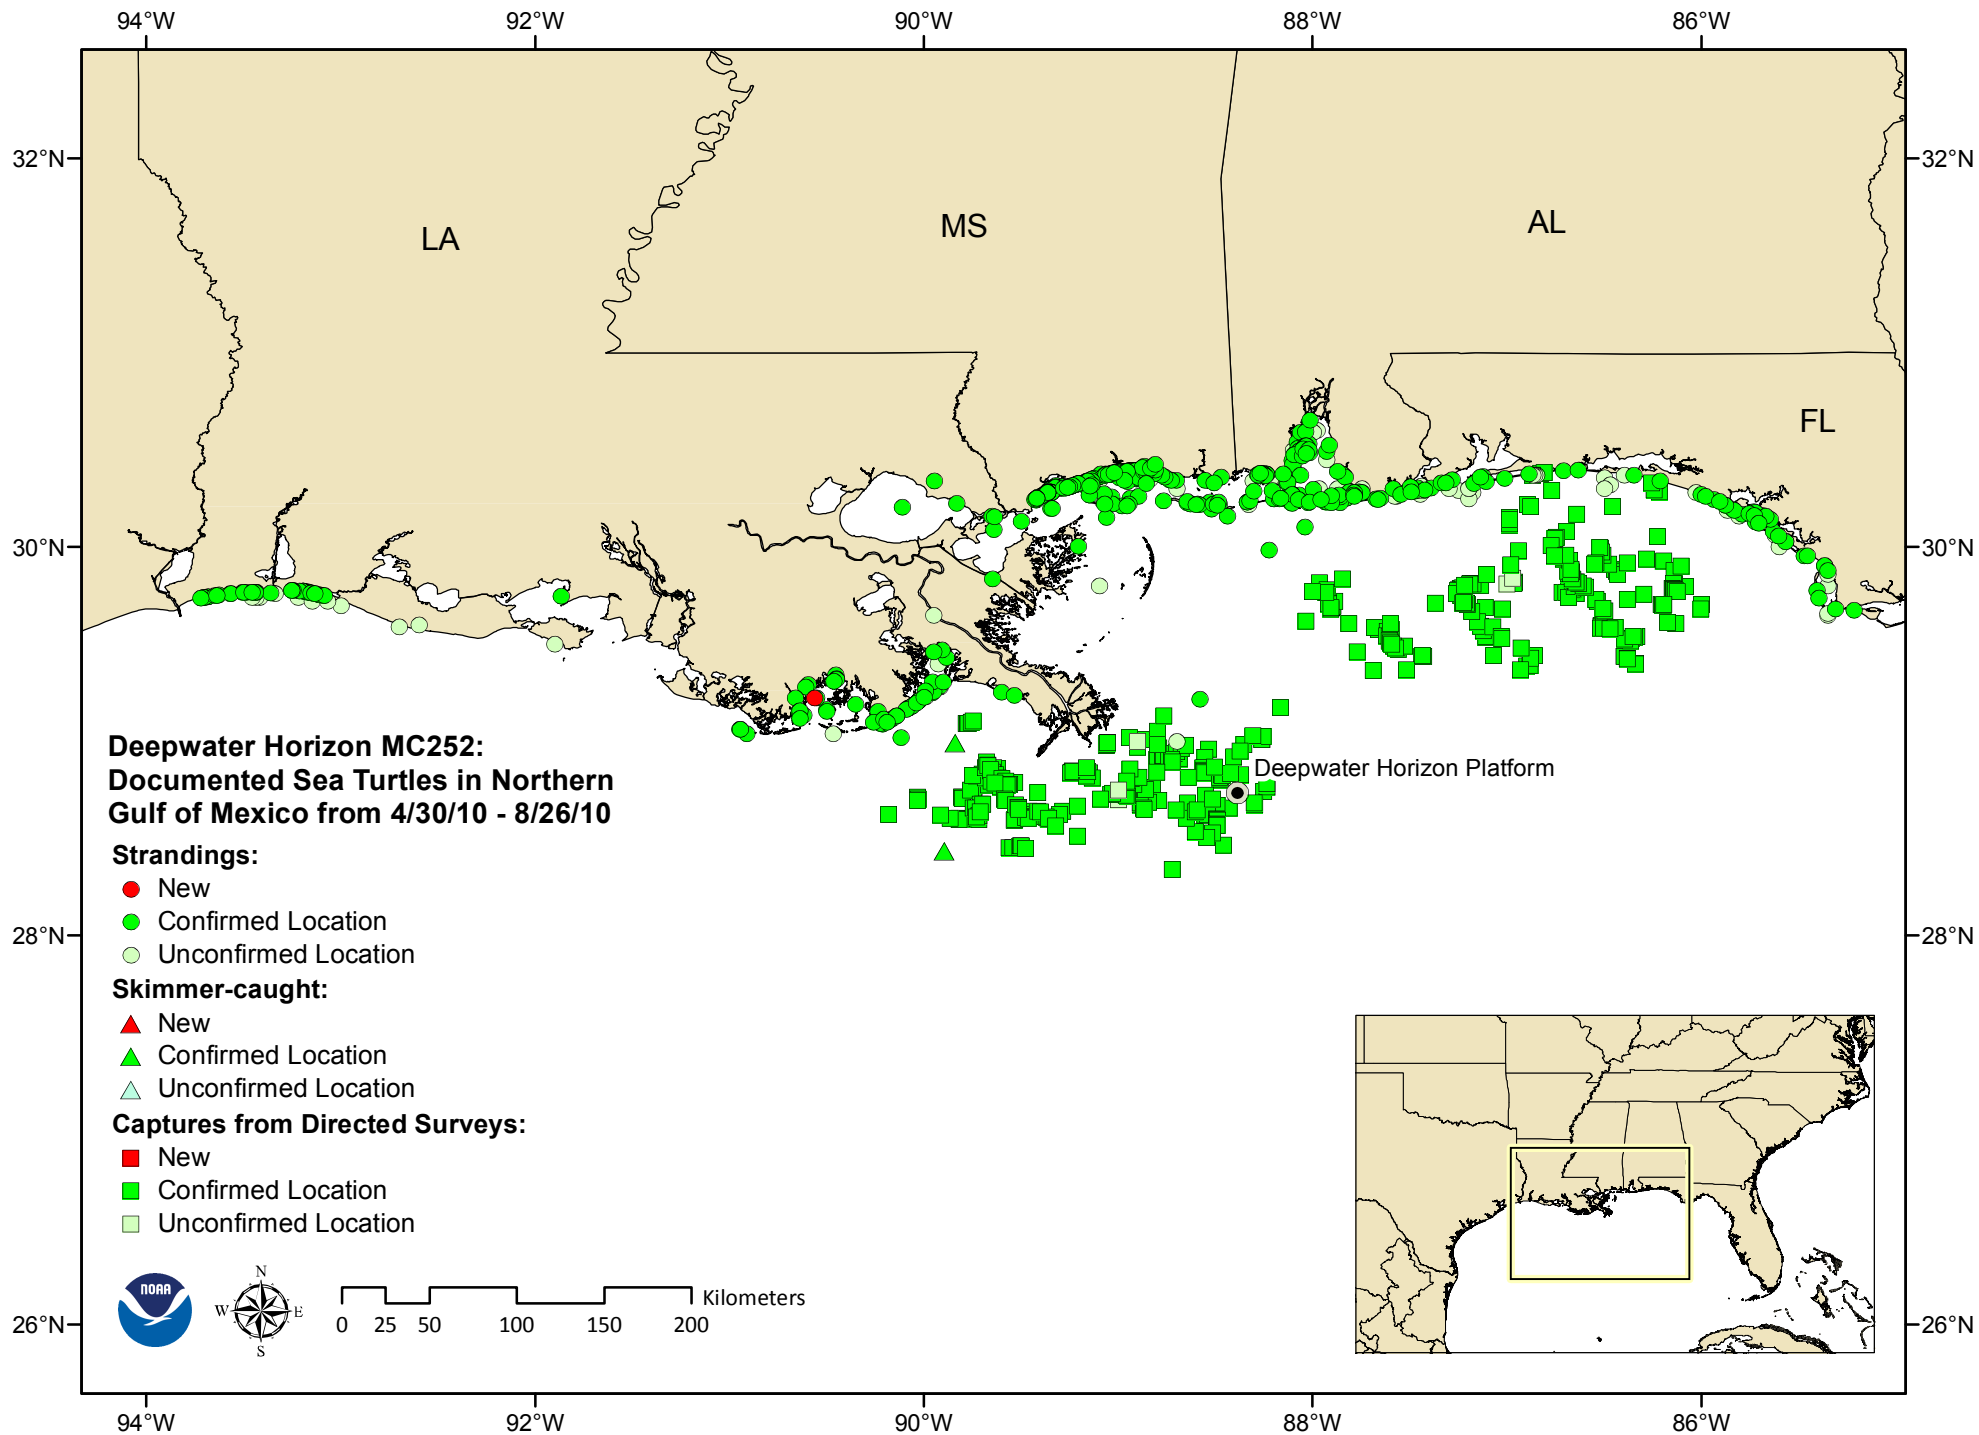 94°W 92°W 90°W 88°W 86°W
32°N 32°N
LA MS AL
FL
30°N 30°N
Deepwater Horizon Platform
Deepwater Horizon MC252:
Documented Sea Turtles in Northern
Gulf of Mexico from 4/30/10 - 8/26/10
Strandings:
New
Confirmed Location
28°N 28°N
Unconfirmed Location
Skimmer-caught:
New
Confirmed Location
Unconfirmed Location
Captures from Directed Surveys:
New
Confirmed Location
Unconfirmed Location
NOAA
N
W E
S
Kilometers
0 25 50 100 150 200
26°N 26°N
94°W 92°W 90°W 88°W 86°W